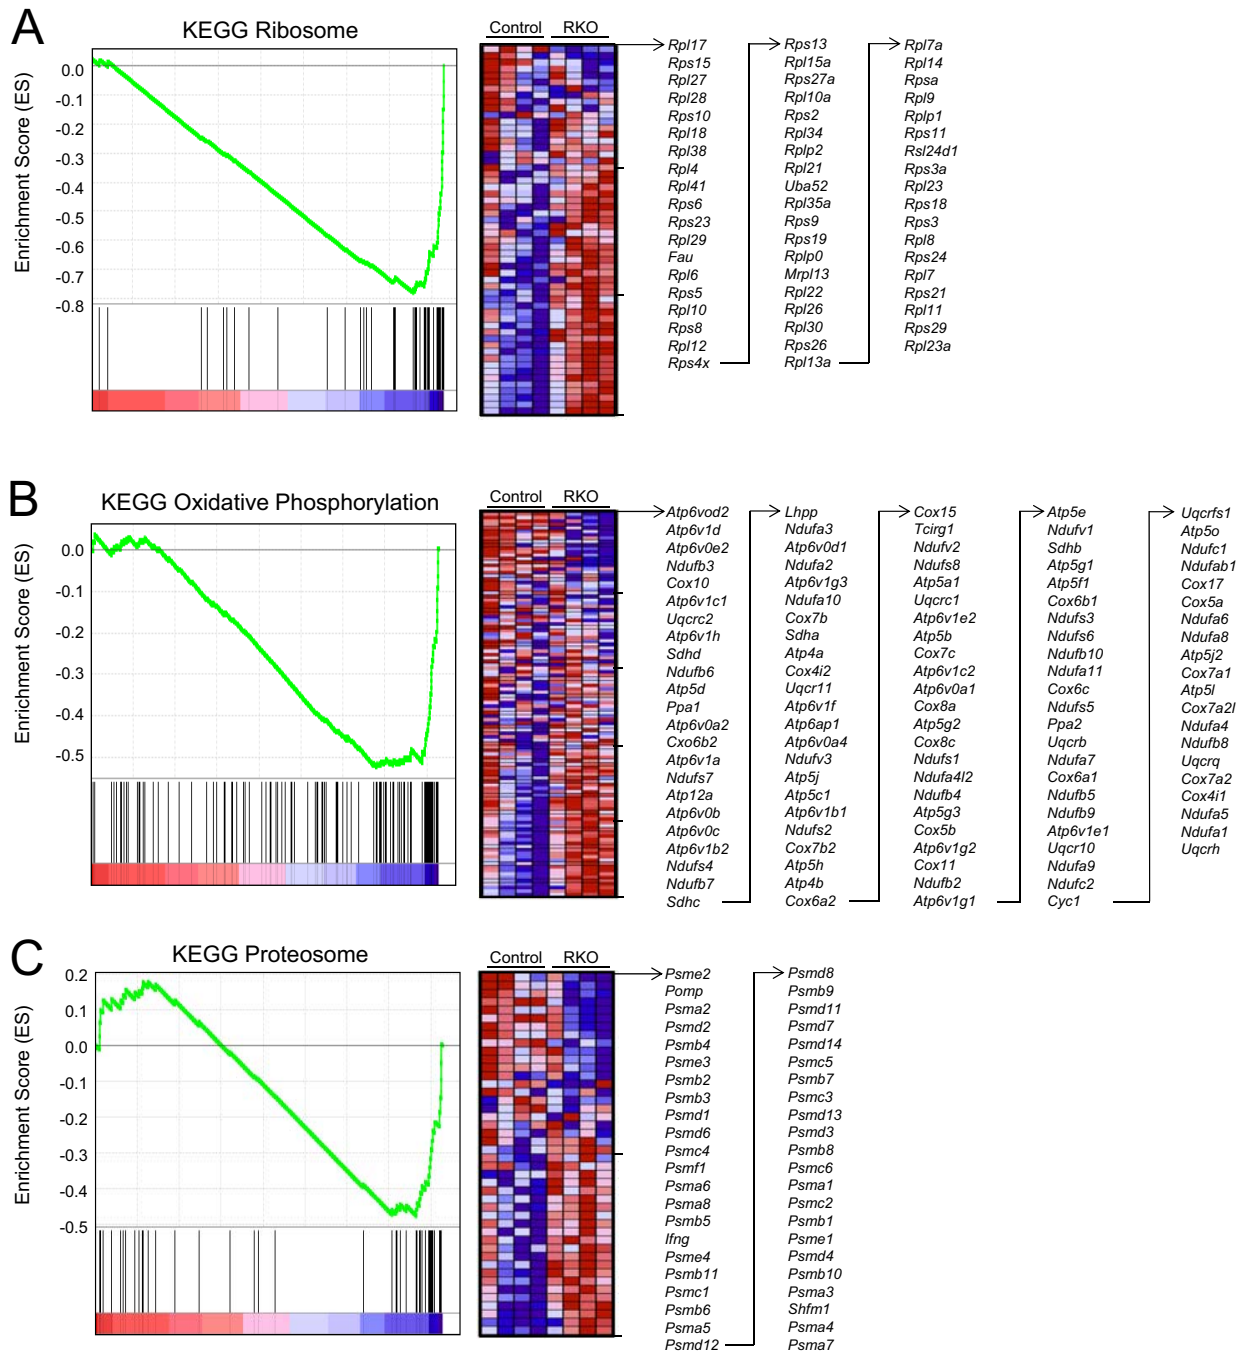 A
KEGG Ribosome
Enrichment Score (ES)
0.0
-0.1
-0.2
-0.3
-0.4
-0.5
-0.6
-0.7
-0.8
Control RKO
Rpl17
Rps15
Rpl27
Rpl28
Rps10
Rpl18
Rpl38
Rpl4
Rpl41
Rps6
Rps23
Rpl29
Fau
Rpl6
Rps5
Rpl10
Rps8
Rpl12
Rps4x
Rps13
Rpl15a
Rps27a
Rpl10a
Rps2
Rpl34
Rplp2
Rpl21
Uba52
Rpl35a
Rps9
Rps19
Rplp0
Mrpl13
Rpl22
Rpl26
Rpl30
Rps26
Rpl13a
Rpl7a
Rpl14
Rpsa
Rpl9
Rplp1
Rps11
Rsl24d1
Rps3a
Rpl23
Rps18
Rps3
Rpl8
Rps24
Rpl7
Rps21
Rpl11
Rps29
Rpl23a
B
KEGG Oxidative Phosphorylation
Enrichment Score (ES)
0.0
-0.1
-0.2
-0.3
-0.4
-0.5
Control RKO
Atp6vod2
Atp6v1d
Atp6v0e2
Ndufb3
Cox10
Atp6v1c1
Uqcrc2
Atp6v1h
Sdhd
Ndufb6
Atp5d
Ppa1
Atp6v0a2
Cxo6b2
Atp6v1a
Ndufs7
Atp12a
Atp6v0b
Atp6v0c
Atp6v1b2
Ndufs4
Ndufb7
Sdhc
Lhpp
Ndufa3
Atp6v0d1
Ndufa2
Atp6v1g3
Ndufa10
Cox7b
Sdha
Atp4a
Cox4i2
Uqcr11
Atp6v1f
Atp6ap1
Atp6v0a4
Ndufv3
Atp5j
Atp5c1
Atp6v1b1
Ndufs2
Cox7b2
Atp5h
Atp4b
Cox6a2
Cox15
Tcirg1
Ndufv2
Ndufs8
Atp5a1
Uqcrc1
Atp6v1e2
Atp5b
Cox7c
Atp6v1c2
Atp6v0a1
Cox8a
Atp5g2
Cox8c
Ndufs1
Ndufa4l2
Ndufb4
Atp5g3
Cox5b
Atp6v1g2
Cox11
Ndufb2
Atp6v1g1
Atp5e
Ndufv1
Sdhb
Atp5g1
Atp5f1
Cox6b1
Ndufs3
Ndufs6
Ndufb10
Ndufa11
Cox6c
Ndufs5
Ppa2
Uqcrb
Ndufa7
Cox6a1
Ndufb5
Ndufb9
Atp6v1e1
Uqcr10
Ndufa9
Ndufc2
Cyc1
Uqcrfs1
Atp5o
Ndufc1
Ndufab1
Cox17
Cox5a
Ndufa6
Ndufa8
Atp5j2
Cox7a1
Atp5l
Cox7a2l
Ndufa4
Ndufb8
Uqcrq
Cox7a2
Cox4i1
Ndufa5
Ndufa1
Uqcrh
C
KEGG Proteosome
Enrichment Score (ES)
0.2
0.1
0.0
-0.1
-0.2
-0.3
-0.4
-0.5
Control RKO
Psme2
Pomp
Psma2
Psmd2
Psmb4
Psme3
Psmb2
Psmb3
Psmd1
Psmd6
Psmc4
Psmf1
Psma6
Psma8
Psmb5
Ifng
Psme4
Psmb11
Psmc1
Psmb6
Psma5
Psmd12
Psmd8
Psmb9
Psmd11
Psmd7
Psmd14
Psmc5
Psmb7
Psmc3
Psmd13
Psmd3
Psmb8
Psmc6
Psma1
Psmc2
Psmb1
Psme1
Psmd4
Psmb10
Psma3
Shfm1
Psma4
Psma7